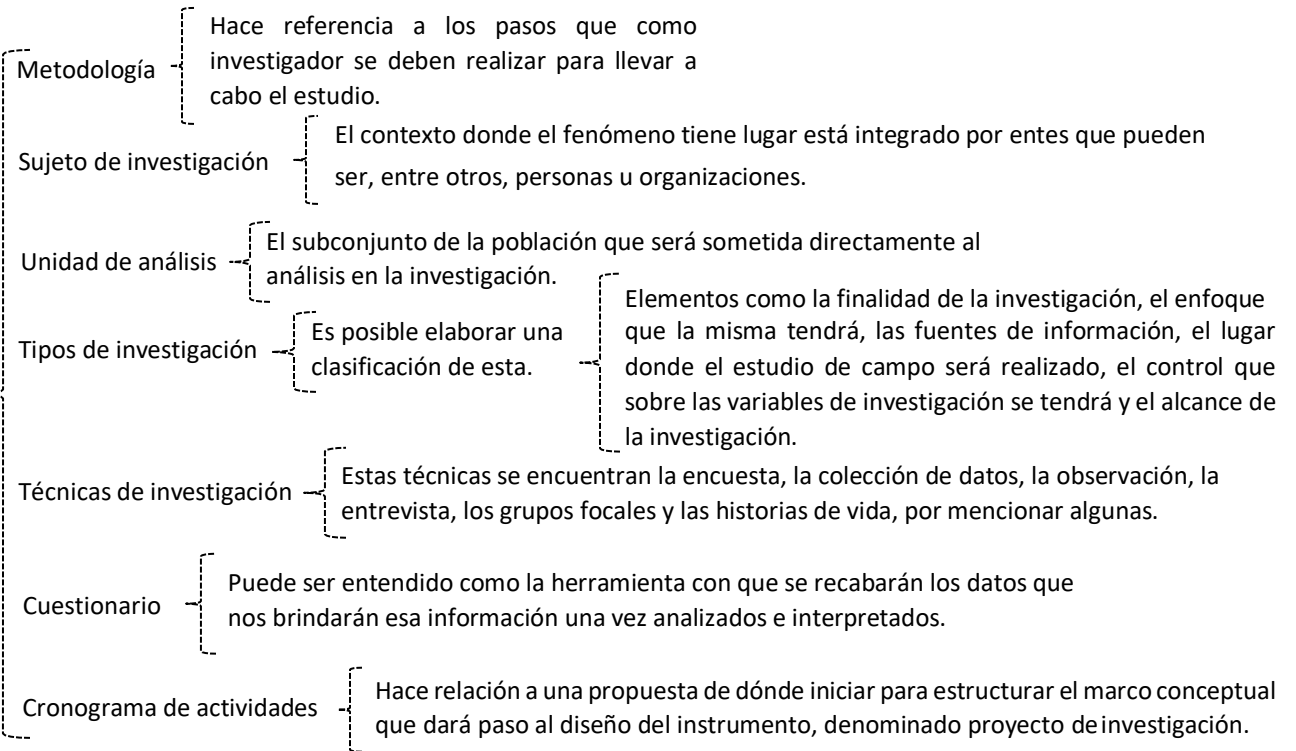 Metodología
Hace referencia a los pasos que como
investigador se deben realizar para llevar a
cabo el estudio.
Sujeto de investigación
El contexto donde el fenómeno tiene lugar está integrado por entes que pueden
ser, entre otros, personas u organizaciones.
Unidad de análisis
El subconjunto de la población que será sometida directamente al
análisis en la investigación.
Tipos de investigación
Es posible elaborar una
clasificación de esta.
Elementos como la finalidad de la investigación, el enfoque
que la misma tendrá, las fuentes de información, el lugar
donde el estudio de campo será realizado, el control que
sobre las variables de investigación se tendrá y el alcance de
la investigación.
Técnicas de investigación
Estas técnicas se encuentran la encuesta, la colección de datos, la observación, la
entrevista, los grupos focales y las historias de vida, por mencionar algunas.
Cuestionario
Puede ser entendido como la herramienta con que se recabarán los datos que
nos brindarán esa información una vez analizados e interpretados.
Cronograma de actividades
Hace relación a una propuesta de dónde iniciar para estructurar el marco conceptual
que dará paso al diseño del instrumento, denominado proyecto de investigación.